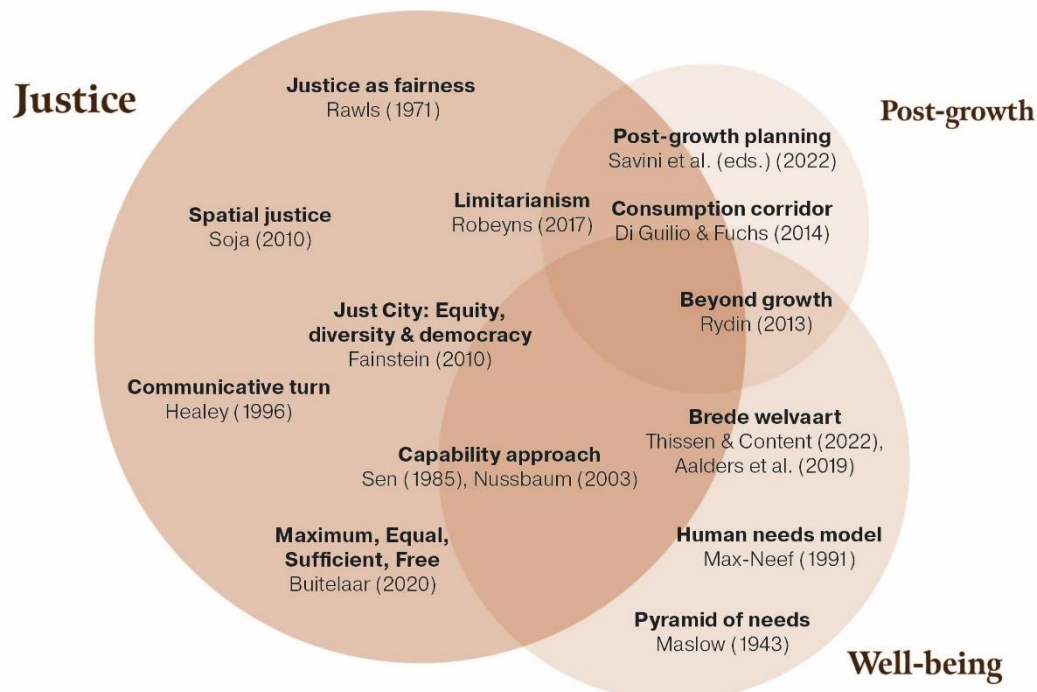 Justice
Justice as fairness
Rawls (1971)
Post-growth
Post-growth planning
Savini et al. (eds.) (2022)
Spatial justice
Soja (2010)
Limitarianism
Robeyns (2017)
Consumption corridor
Di Guilio & Fuchs (2014)
Just City: Equity,
diversity & democracy
Fainstein (2010)
Beyond growth
Rydin (2013)
Communicative turn
Healey (1996)
Brede welvaart
Thissen & Content (2022),
Aalders et al. (2019)
Capability approach
Sen (1985), Nussbaum (2003)
Maximum, Equal,
Sufficient, Free
Buitelaar (2020)
Human needs model
Max-Neef (1991)
Pyramid of needs
Maslow (1943)
Well-being